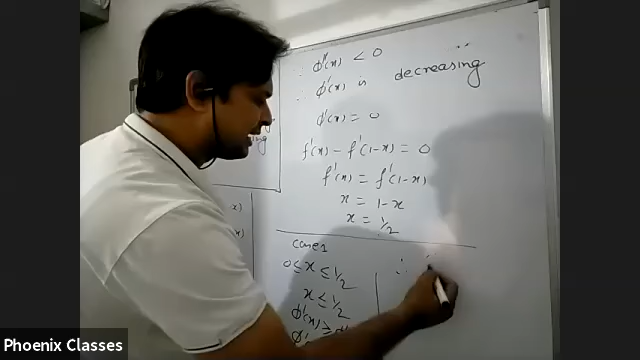 ∴ φ''(x) < 0
∴ φ'(x) is decreasing
φ'(x) = 0
f'(x) - f'(1-x) = 0
f'(x) = f'(1-x)
x = 1-x
x = 1/2
case 1
0 ≤ x ≤ 1/2
x ≤ 1/2
φ'(x) ≥
∴
Phoenix Classes